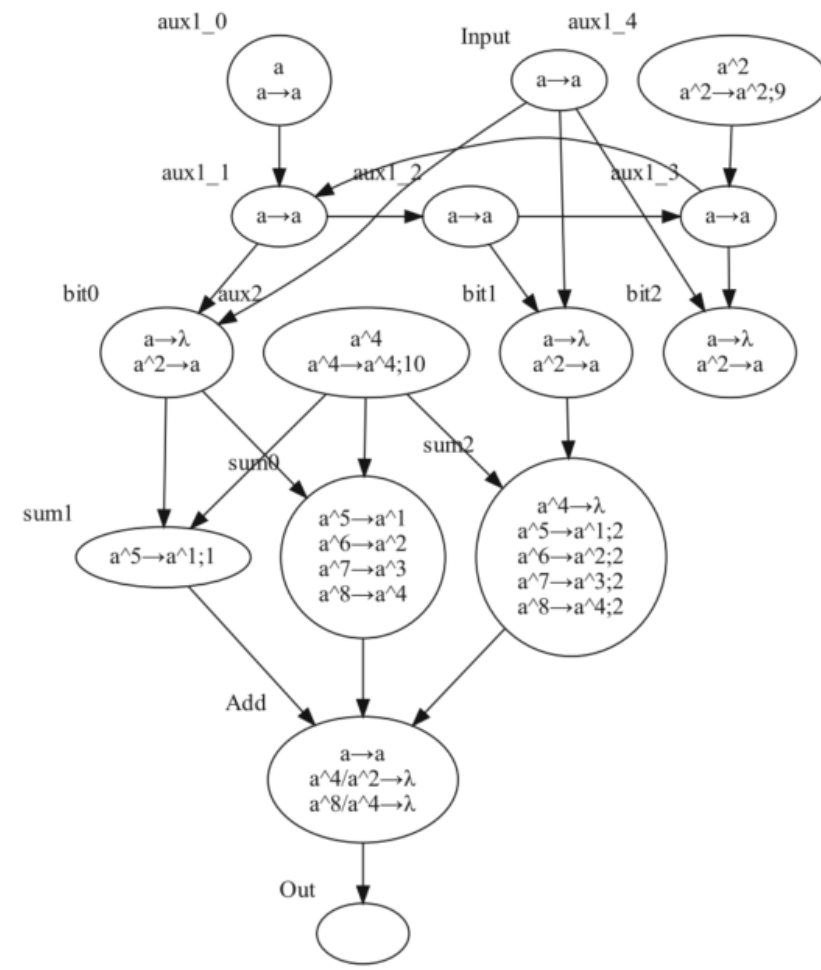 aux1_0
Input
aux1_4
a
a→a
a→a
a^2
a^2→a^2;9
aux1_1
aux1_2
aux1_3
a→a
a→a
a→a
bit0
aux2
bit1
bit2
a→λ
a^2→a
a^4
a^4→a^4;10
a→λ
a^2→a
a→λ
a^2→a
sum1
sum0
sum2
a^5→a^1;1
a^5→a^1
a^6→a^2
a^7→a^3
a^8→a^4
a^4→λ
a^5→a^1;2
a^6→a^2;2
a^7→a^3;2
a^8→a^4;2
Add
a→a
a^4/a^2→λ
a^8/a^4→λ
Out